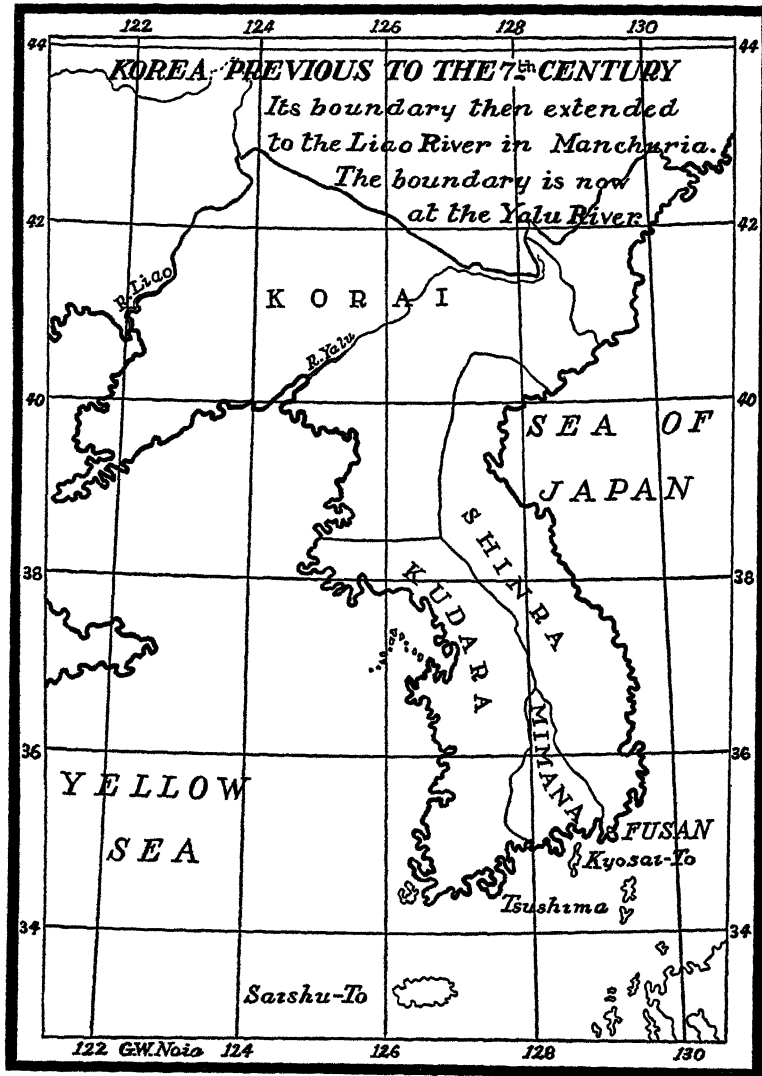 122 124 126 128 130
44 44
KOREA PREVIOUS TO THE 7th CENTURY
Its boundary then extended
to the Liao River in Manchuria.
The boundary is now
at the Yalu River
42 42
R. Liao
KORAI
R. Yalu
40 40
SEA OF
JAPAN
SHINRA
38 38
KUDARA
MIMANA
36 36
YELLOW
SEA
FUSAN
Kyosai-To
Tsushima
34 34
Saishu-To
122 G.W. Noio 124 126 128 130